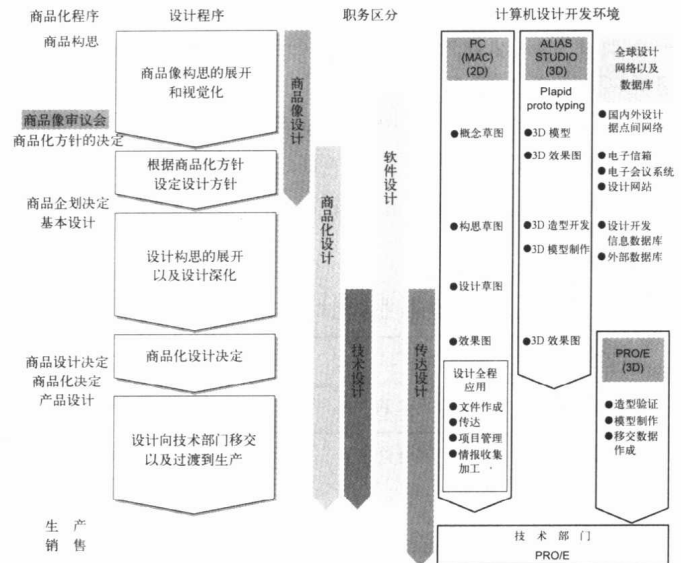 商品化程序
设计程序
职务区分
计算机设计开发环境
商品构思
商品像构思的展开
和视觉化
商品像审议会
商品化方针的决定
根据商品化方针
设定设计方针
商品企划决定
基本设计
设计构思的展开
以及设计深化
商品设计决定
商品化决定
产品设计
商品化设计决定
设计向技术部门移交
以及过渡到生产
生 产
销 售
商品像设计
商品化设计
软件设计
技术设计
传达设计
PC
(MAC)
(2D)
●概念草图
●构思草图
●设计草图
●效果图
设计全程
应用
●文件作成
●传达
●项目管理
●情报收集
加工
ALIAS
STUDIO
(3D)
PIapid
proto typing
●3D 模型
●3D 效果图
●3D 造型开发
●3D 模型制作
●3D 效果图
全球设计
网络以及
数据库
●国内外设计
据点间网络
●电子信箱
●电子会议系统
●设计网站
●设计开发
信息数据库
●外部数据库
PRO/E
(3D)
●造型验证
●模型制作
●移交数据
作成
技 术 部 门
PRO/E